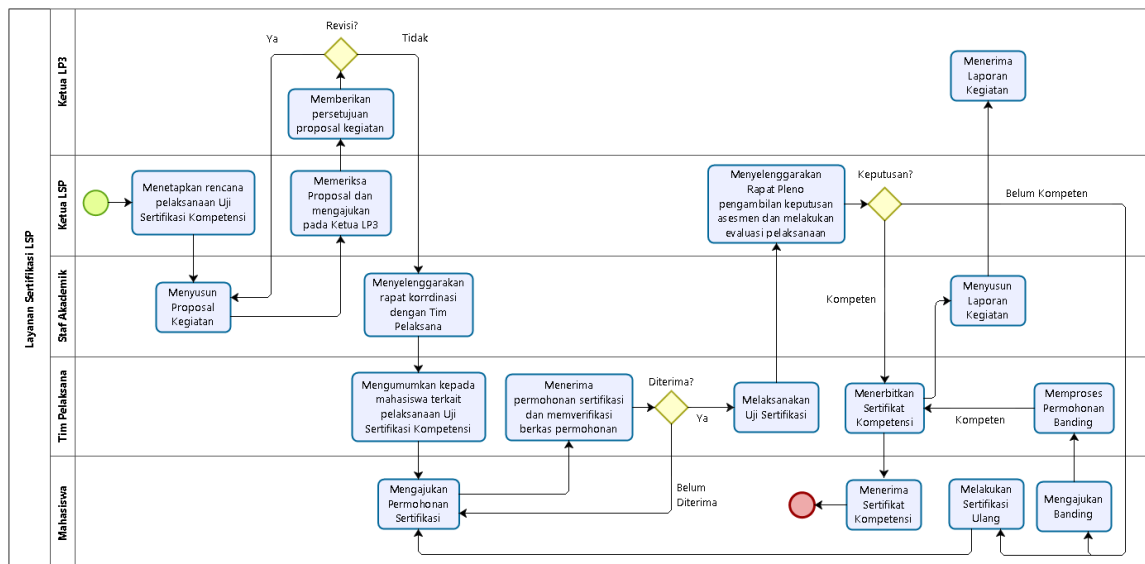 Layanan Sertifikasi LSP
Ketua LP3
Revisi?
Ya
Tidak
Memberikan
persetujuan
proposal kegiatan
Menerima
Laporan
Kegiatan
Ketua LSP
Menetapkan rencana
pelaksanaan Uji
Sertifikasi Kompetensi
Memeriksa
Proposal dan
mengajukan
pada Ketua LP3
Menyelenggarakan
Rapat Pleno
pengambilan keputusan
asesmen dan melakukan
evaluasi pelaksanaan
Keputusan?
Belum Kompeten
Staf Akademik
Menyusun
Proposal
Kegiatan
Menyelenggarakan
rapat korrdinasi
dengan Tim
Pelaksana
Kompeten
Menyusun
Laporan
Kegiatan
Tim Pelaksana
Mengumumkan kepada
mahasiswa terkait
pelaksanaan Uji
Sertifikasi Kompetensi
Menerima
permohonan sertifikasi
dan memverifikasi
berkas permohonan
Diterima?
Ya
Melaksanakan
Uji Sertifikasi
Menerbitkan
Sertifikat
Kompetensi
Kompeten
Memproses
Permohonan
Banding
Mahasiswa
Mengajukan
Permohonan
Sertifikasi
Belum
Diterima
Menerima
Sertifikat
Kompetensi
Melakukan
Sertifikasi
Ulang
Mengajukan
Banding